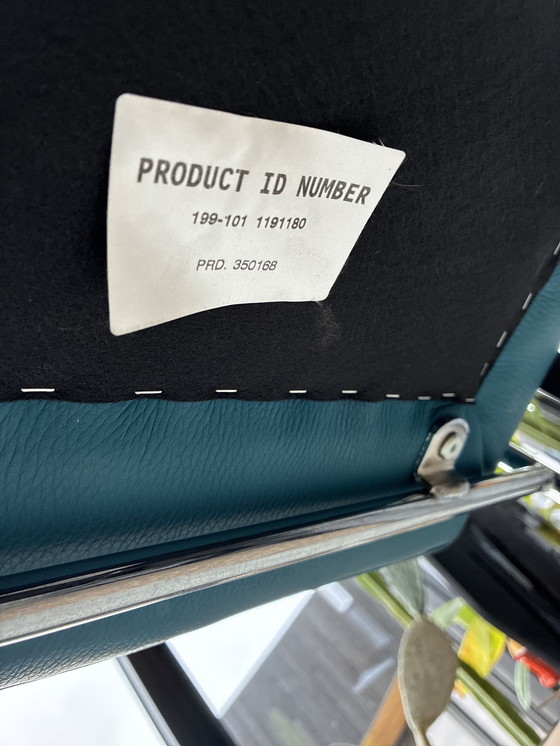 PRODUCT ID NUMBER
199-101 1191180
PRD. 350168